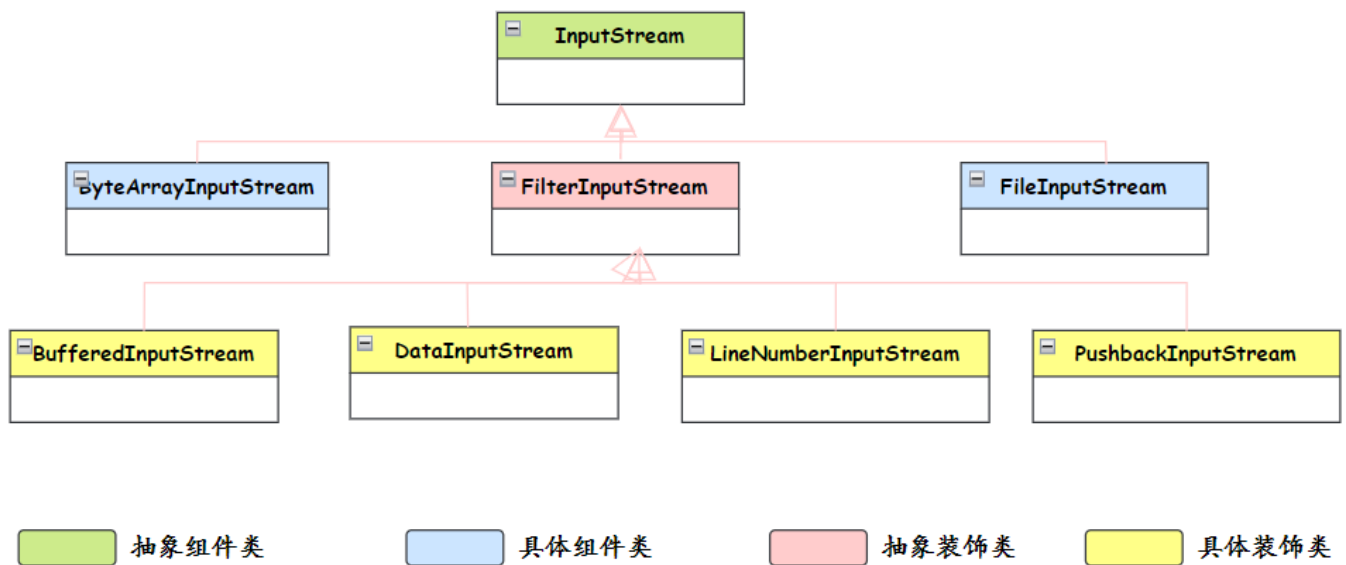 InputStream
ByteArrayInputStream
FilterInputStream
FileInputStream
BufferedInputStream
DataInputStream
LineNumberInputStream
PushbackInputStream
抽象组件类
具体组件类
抽象装饰类
具体装饰类